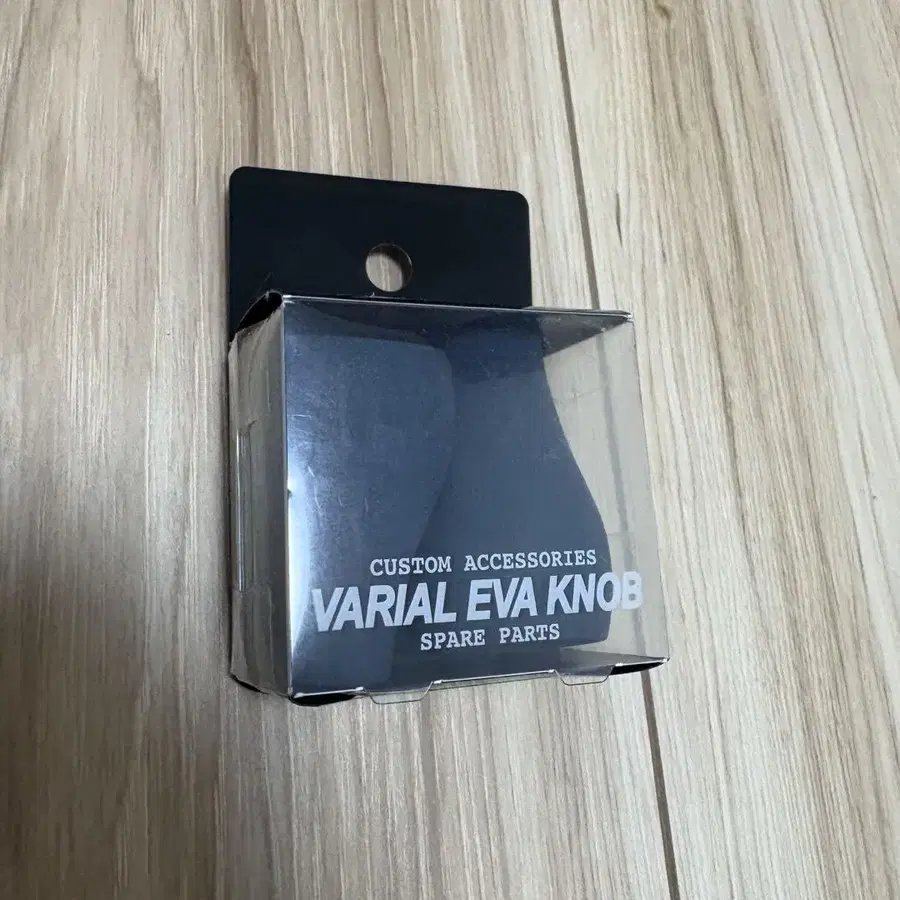 CUSTOM ACCESSORIES
VARIAL EVA KNOB
SPARE PARTS